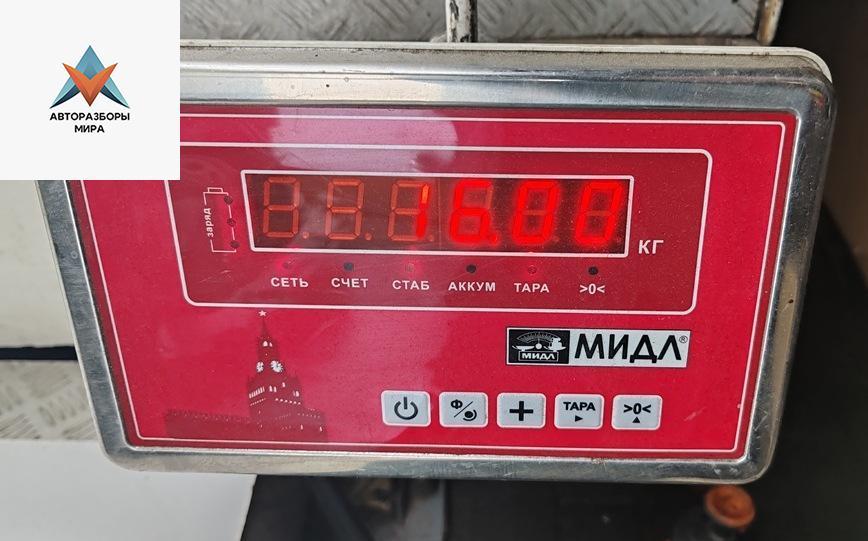 АВТОРАЗБОРЫ
МИРА
заряд
16.00
КГ
СЕТЬ СЧЕТ СТАБ АККУМ ТАРА >0<
МИДЛ МИДЛ®
Ф
ТАРА >0<